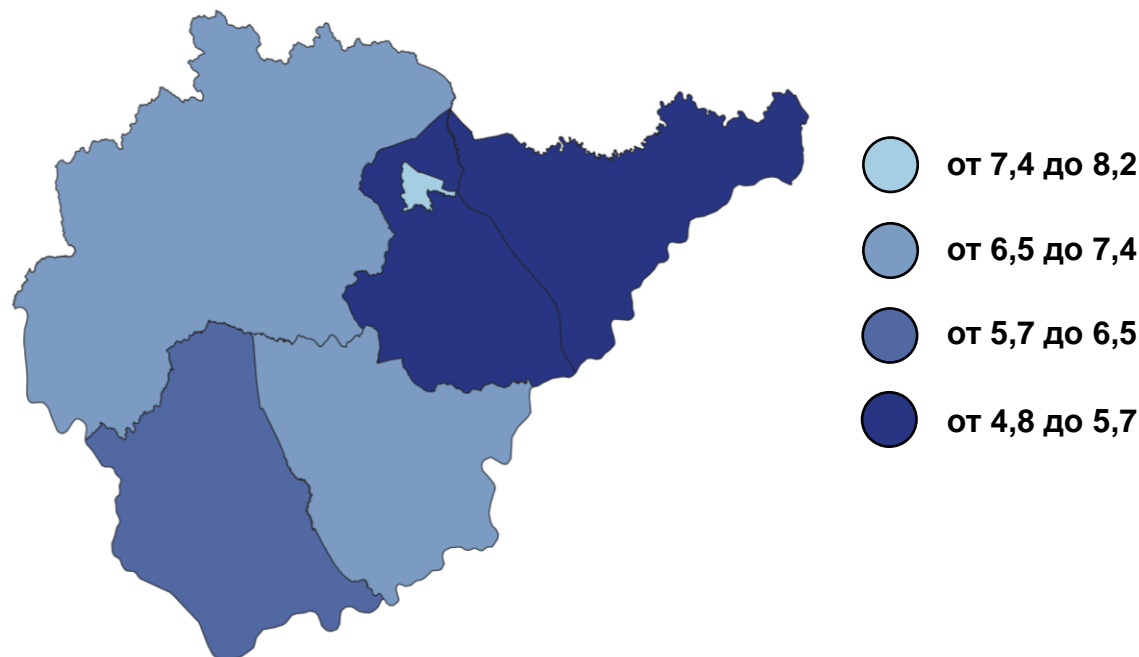 от 7,4 до 8,2
от 6,5 до 7,4
от 5,7 до 6,5
от 4,8 до 5,7